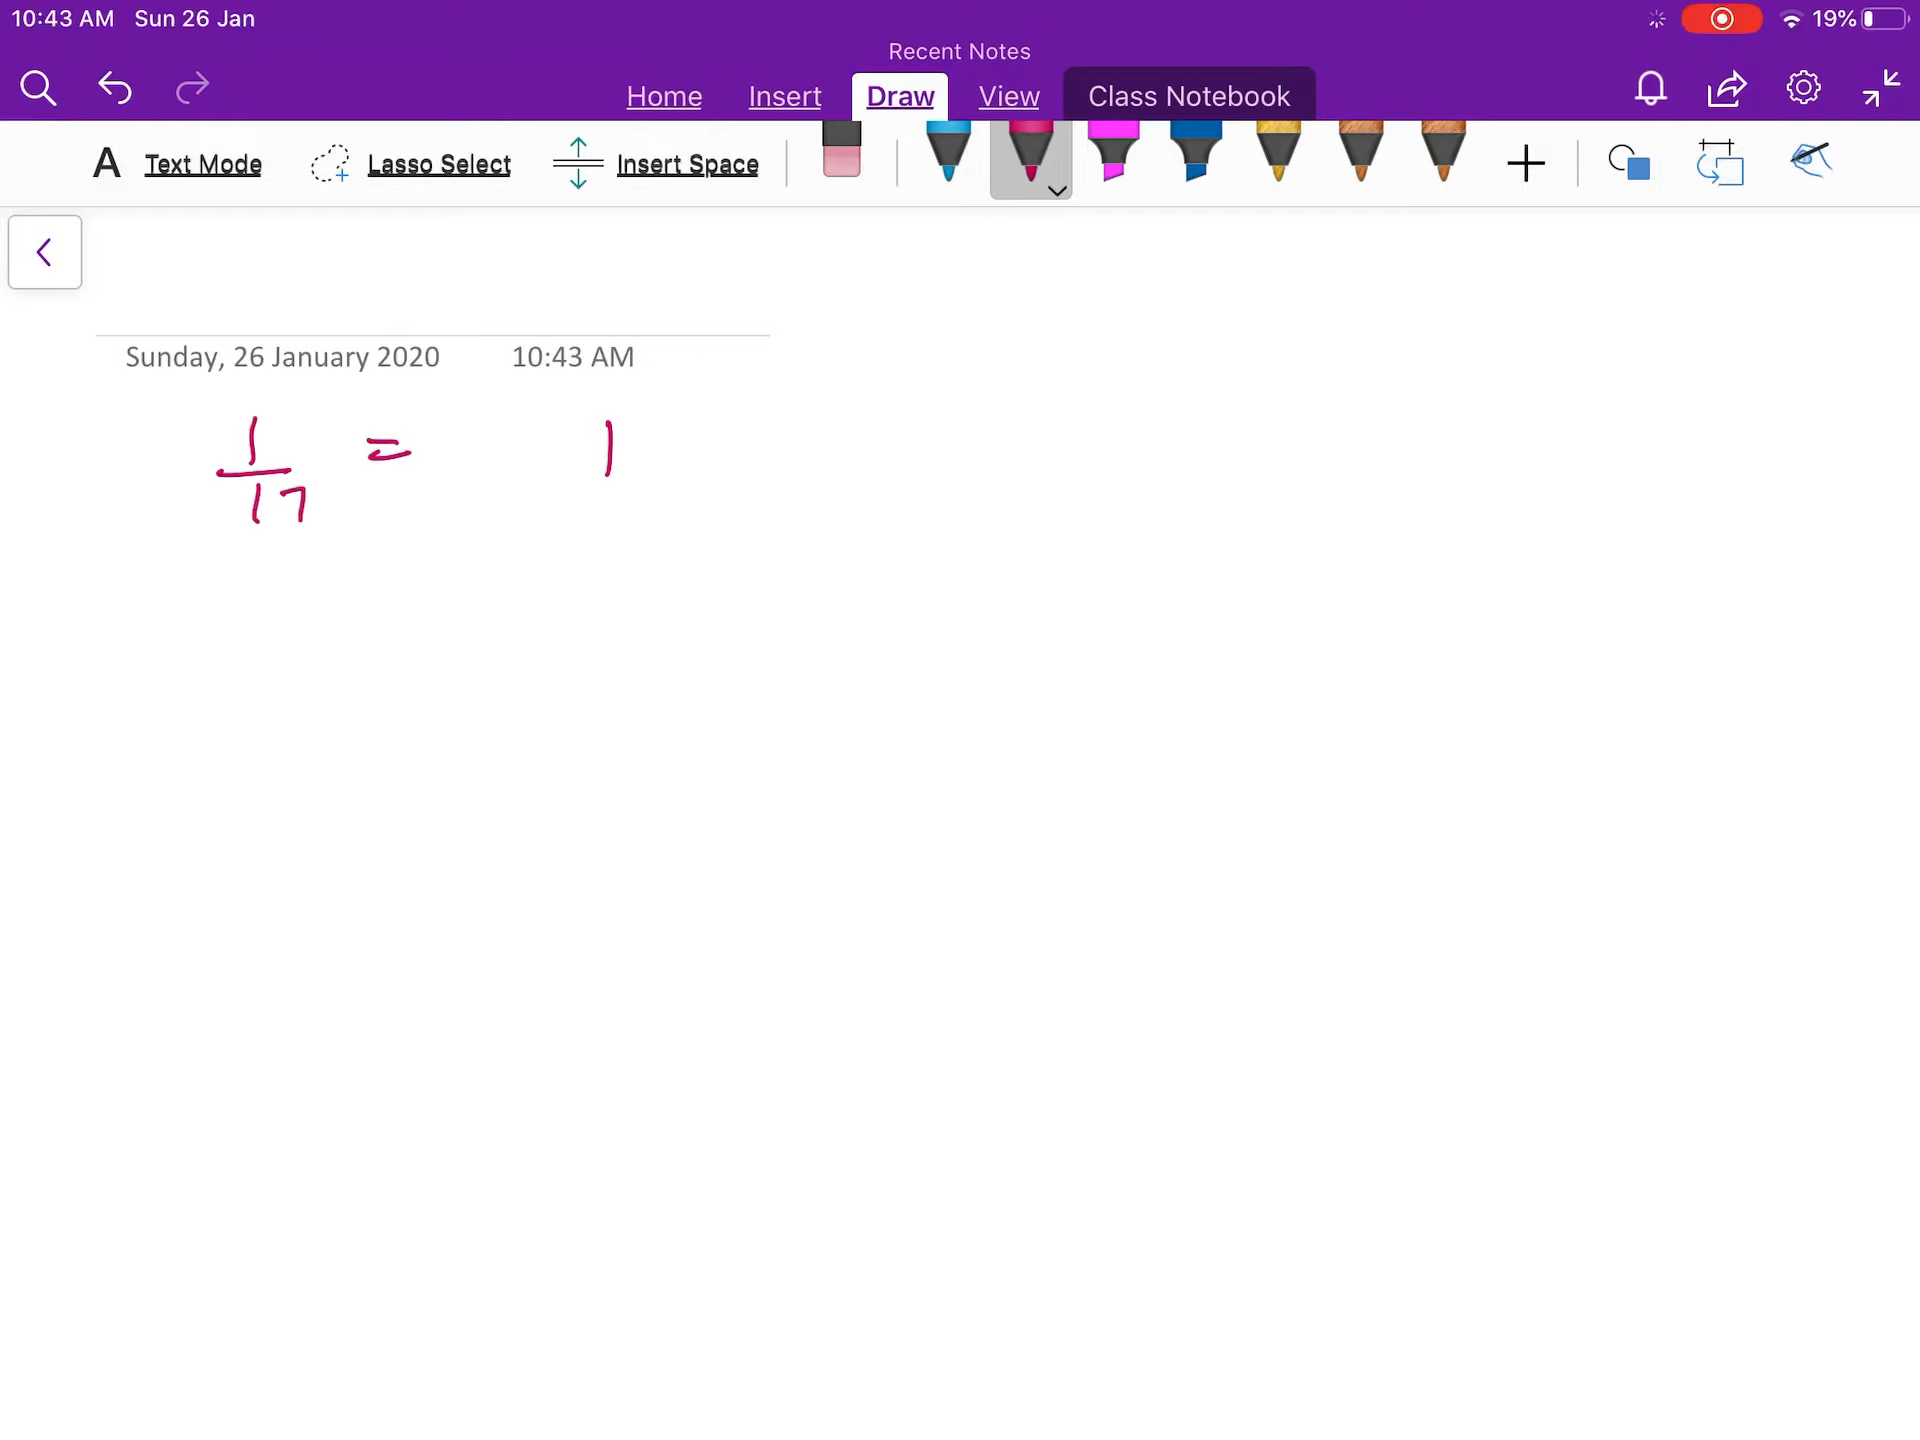 10:43 AM Sun 26 Jan 19%
Recent Notes
Home Insert Draw View Class Notebook
A Text Mode Lasso Select Insert Space
Sunday, 26 January 2020 10:43 AM
1/17 = 1